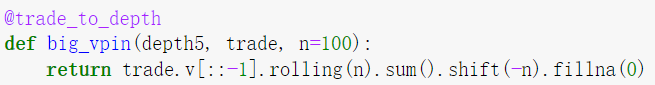 @trade_to_depth
def big_vpin(depth5, trade, n=100):
    return trade.v[::-1].rolling(n).sum().shift(-n).fillna(0)